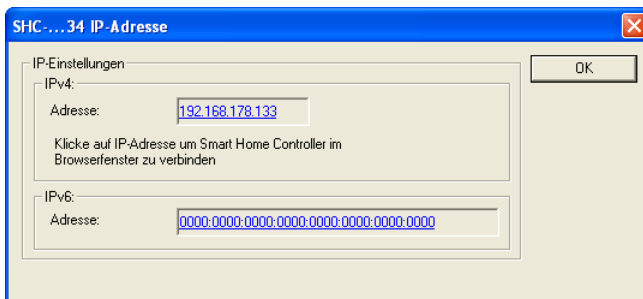 SHC-...34 IP-Adresse
IP-Einstellungen
OK
IPv4:
Adresse: 192.168.178.133
Klicke auf IP-Adresse um Smart Home Controller im
Browserfenster zu verbinden
IPv6:
Adresse: 0000:0000:0000:0000:0000:0000:0000:0000